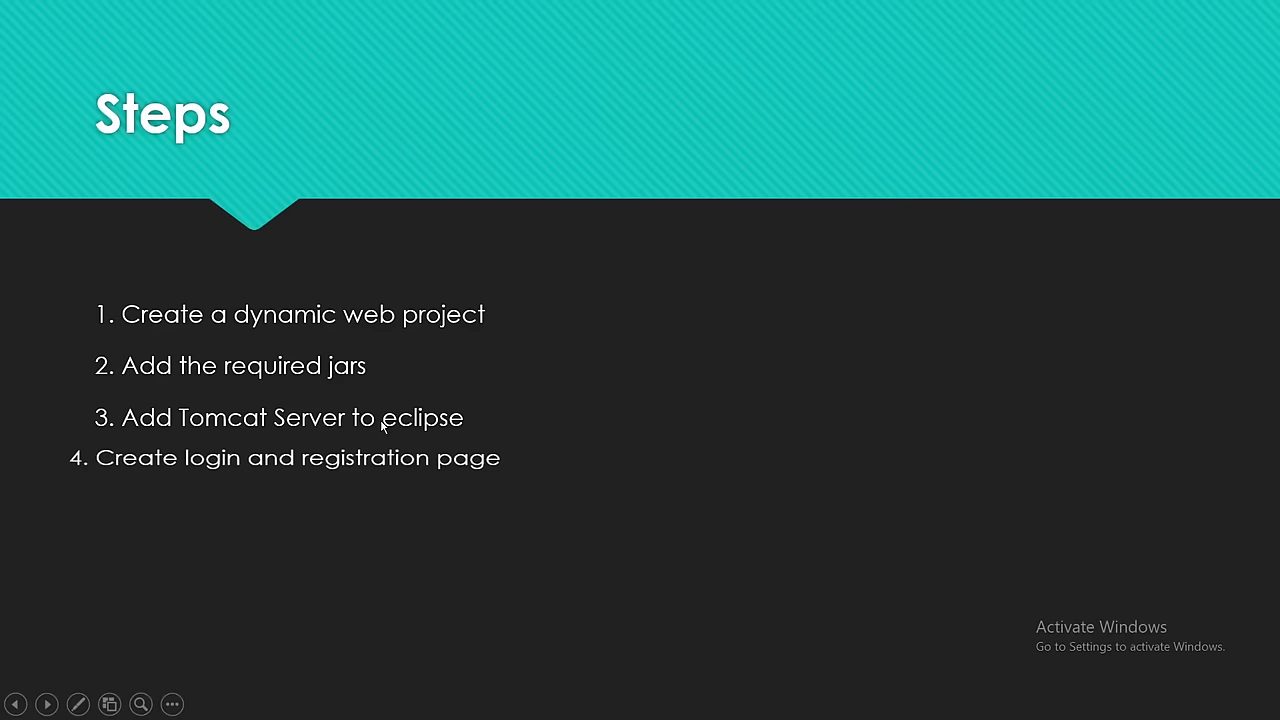 Steps
1. Create a dynamic web project
2. Add the required jars
3. Add Tomcat Server to eclipse
4. Create login and registration page
Activate Windows
Go to Settings to activate Windows.